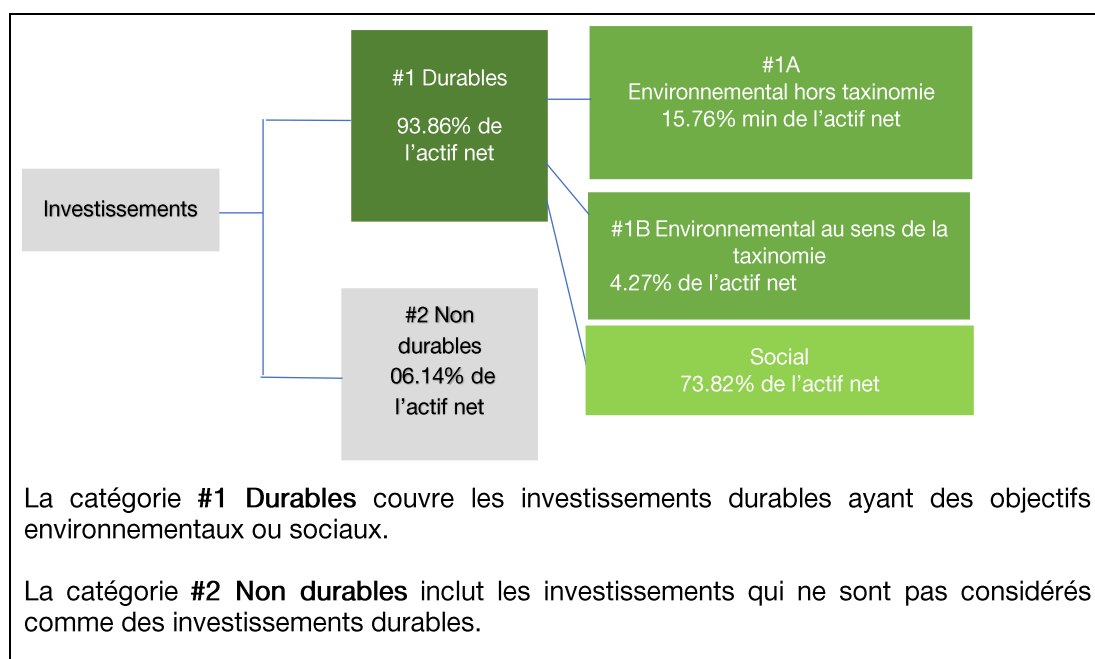 Investissements
#1 Durables
93.86% de
l'actif net
#2 Non
durables
06.14% de
l'actif net
#1A
Environnemental hors taxinomie
15.76% min de l'actif net
#1B Environnemental au sens de la
taxinomie
4.27% de l'actif net
Social
73.82% de l'actif net
La catégorie #1 Durables couvre les investissements durables ayant des objectifs
environnementaux ou sociaux.
La catégorie #2 Non durables inclut les investissements qui ne sont pas considérés
comme des investissements durables.